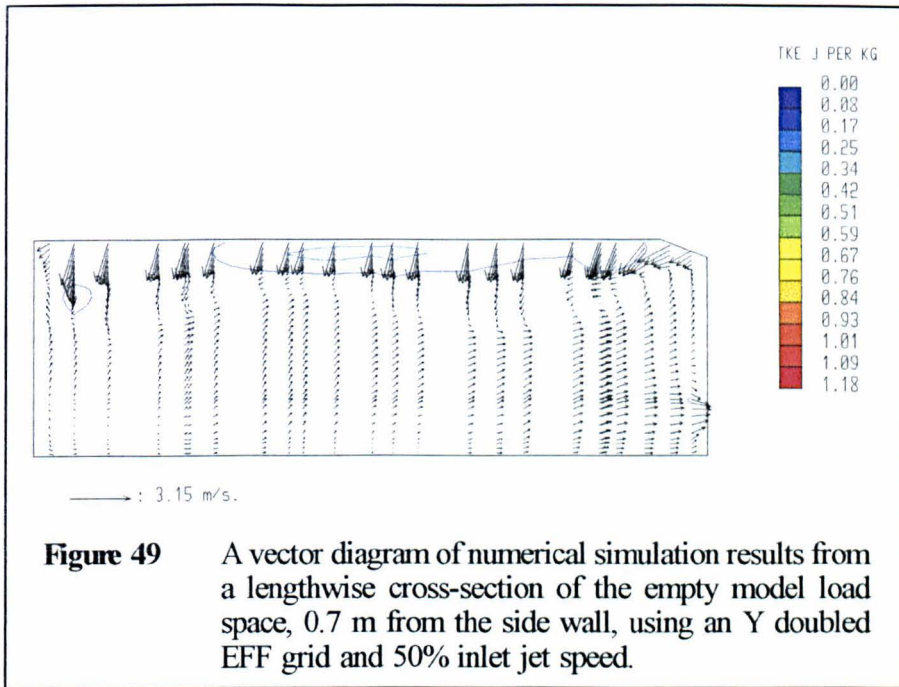 TKE J PER KG
0.00
0.08
0.17
0.25
0.34
0.42
0.51
0.59
0.67
0.76
0.84
0.93
1.01
1.09
1.18
: 3.15 m/s.
Figure 49 A vector diagram of numerical simulation results from
a lengthwise cross-section of the empty model load
space, 0.7 m from the side wall, using an Y doubled
EFF grid and 50% inlet jet speed.